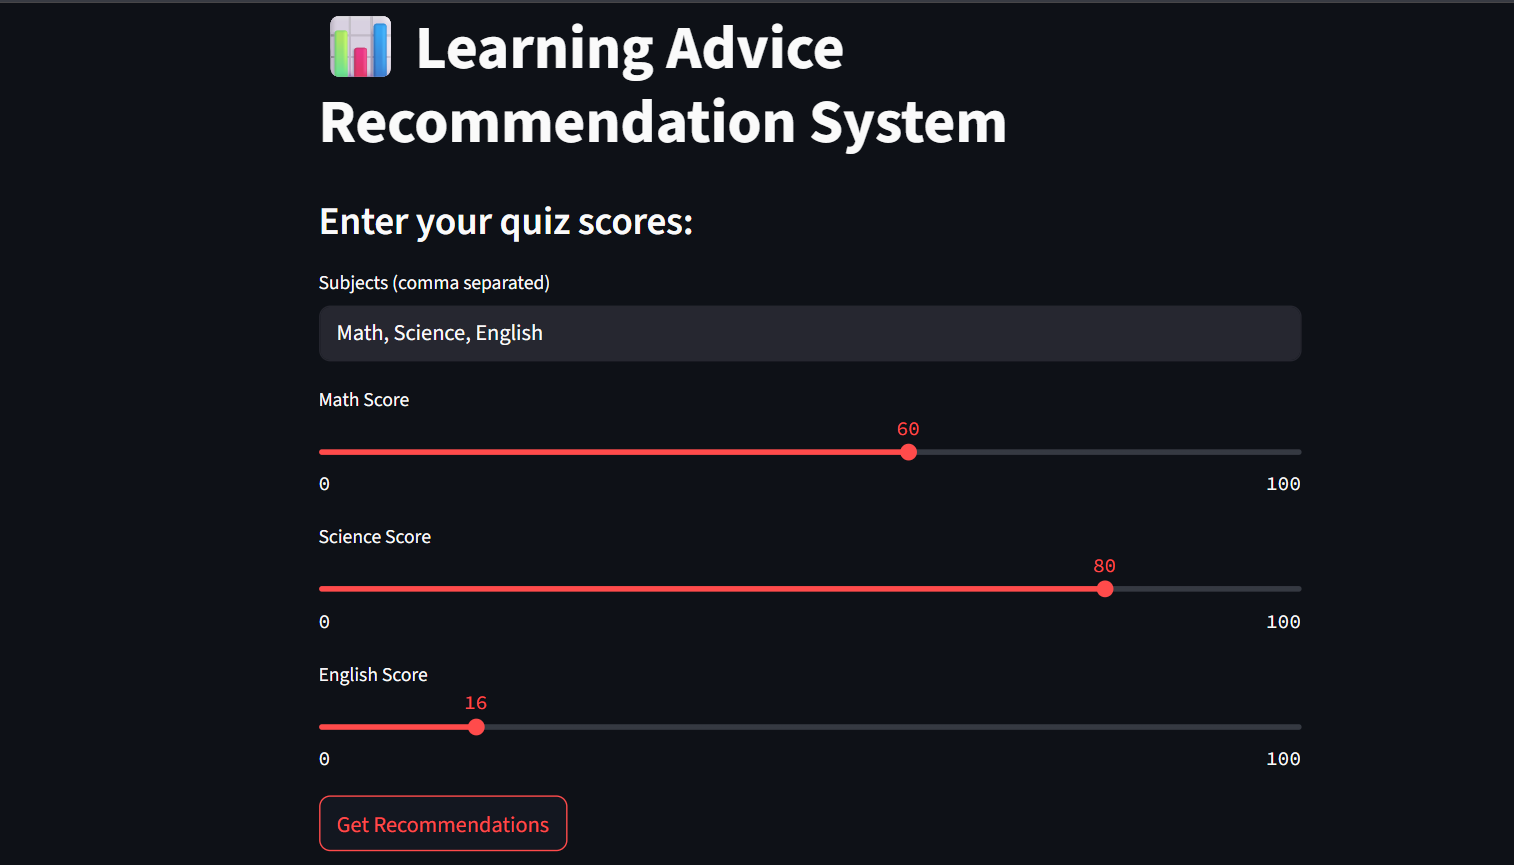 Learning Advice
Recommendation System
Enter your quiz scores:
Subjects (comma separated)
Math, Science, English
Math Score
60
0 100
Science Score
80
0 100
English Score
16
0 100
Get Recommendations